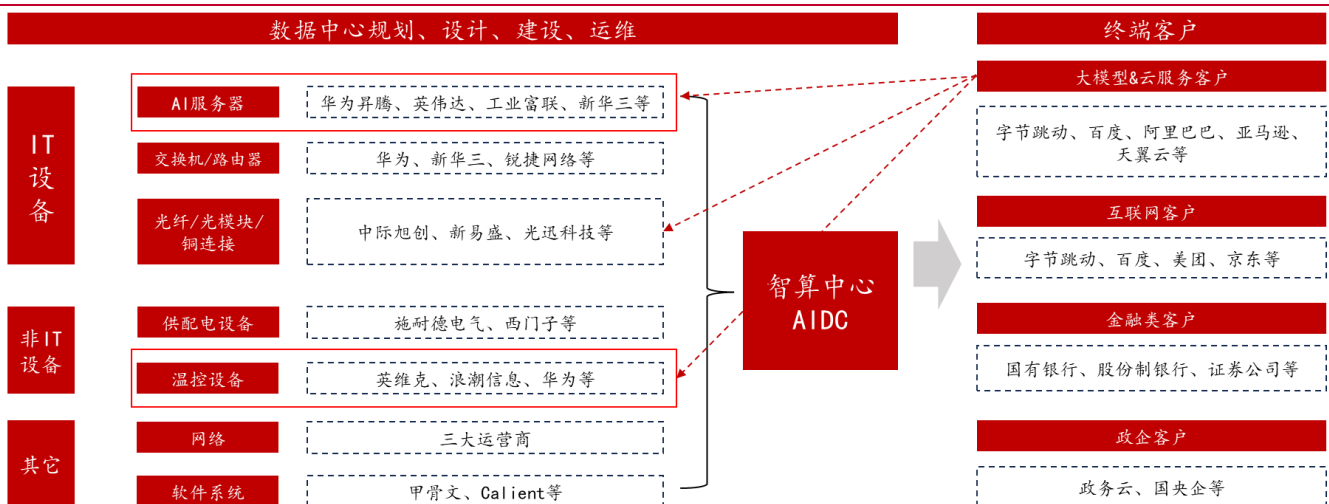 数据中心规划、设计、建设、运维
终端客户
IT
设
备
AI服务器
华为昇腾、英伟达、工业富联、新华三等
交换机/路由器
华为、新华三、锐捷网络等
光纤/光模块/
铜连接
中际旭创、新易盛、光迅科技等
非IT
设备
供配电设备
施耐德电气、西门子等
温控设备
英维克、浪潮信息、华为等
其它
网络
三大运营商
软件系统
甲骨文、Calient等
智算中心
AIDC
大模型&云服务客户
字节跳动、百度、阿里巴巴、亚马逊、
天翼云等
互联网客户
字节跳动、百度、美团、京东等
金融类客户
国有银行、股份制银行、证券公司等
政企客户
政务云、国央企等